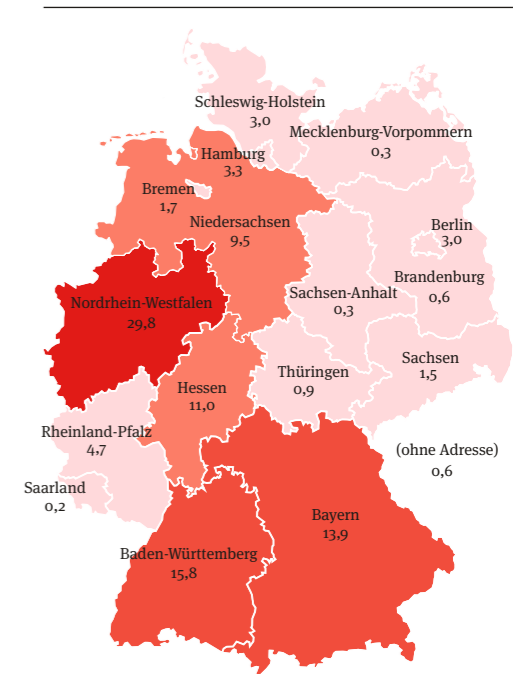 Schleswig-Holstein
3,0
Mecklenburg-Vorpommern
0,3
Hamburg
3,3
Bremen
1,7
Niedersachsen
9,5
Berlin
3,0
Brandenburg
0,6
Sachsen-Anhalt
0,3
Nordrhein-Westfalen
29,8
Sachsen
1,5
Thüringen
0,9
Hessen
11,0
Rheinland-Pfalz
4,7
(ohne Adresse)
0,6
Saarland
0,2
Bayern
13,9
Baden-Württemberg
15,8